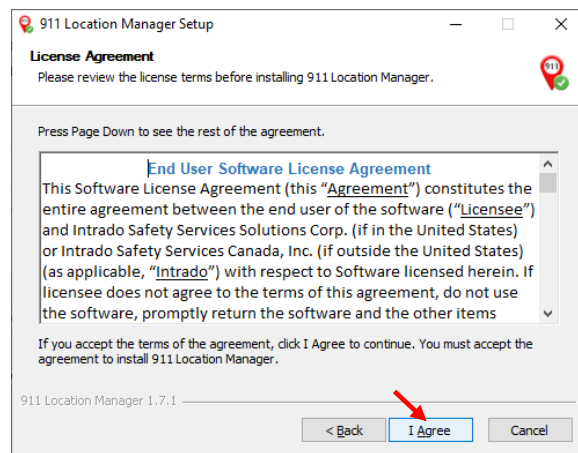 911 Location Manager Setup
License Agreement
Please review the license terms before installing 911 Location Manager.
911
Press Page Down to see the rest of the agreement.
End User Software License Agreement
This Software License Agreement (this “Agreement”) constitutes the
entire agreement between the end user of the software (“Licensee”)
and Intrado Safety Services Solutions Corp. (if in the United States)
or Intrado Safety Services Canada, Inc. (if outside the United States)
(as applicable, “Intrado”) with respect to Software licensed herein. If
licensee does not agree to the terms of this agreement, do not use
the software, promptly return the software and the other items
If you accept the terms of the agreement, click I Agree to continue. You must accept the
agreement to install 911 Location Manager.
911 Location Manager 1.7.1
< Back I Agree Cancel